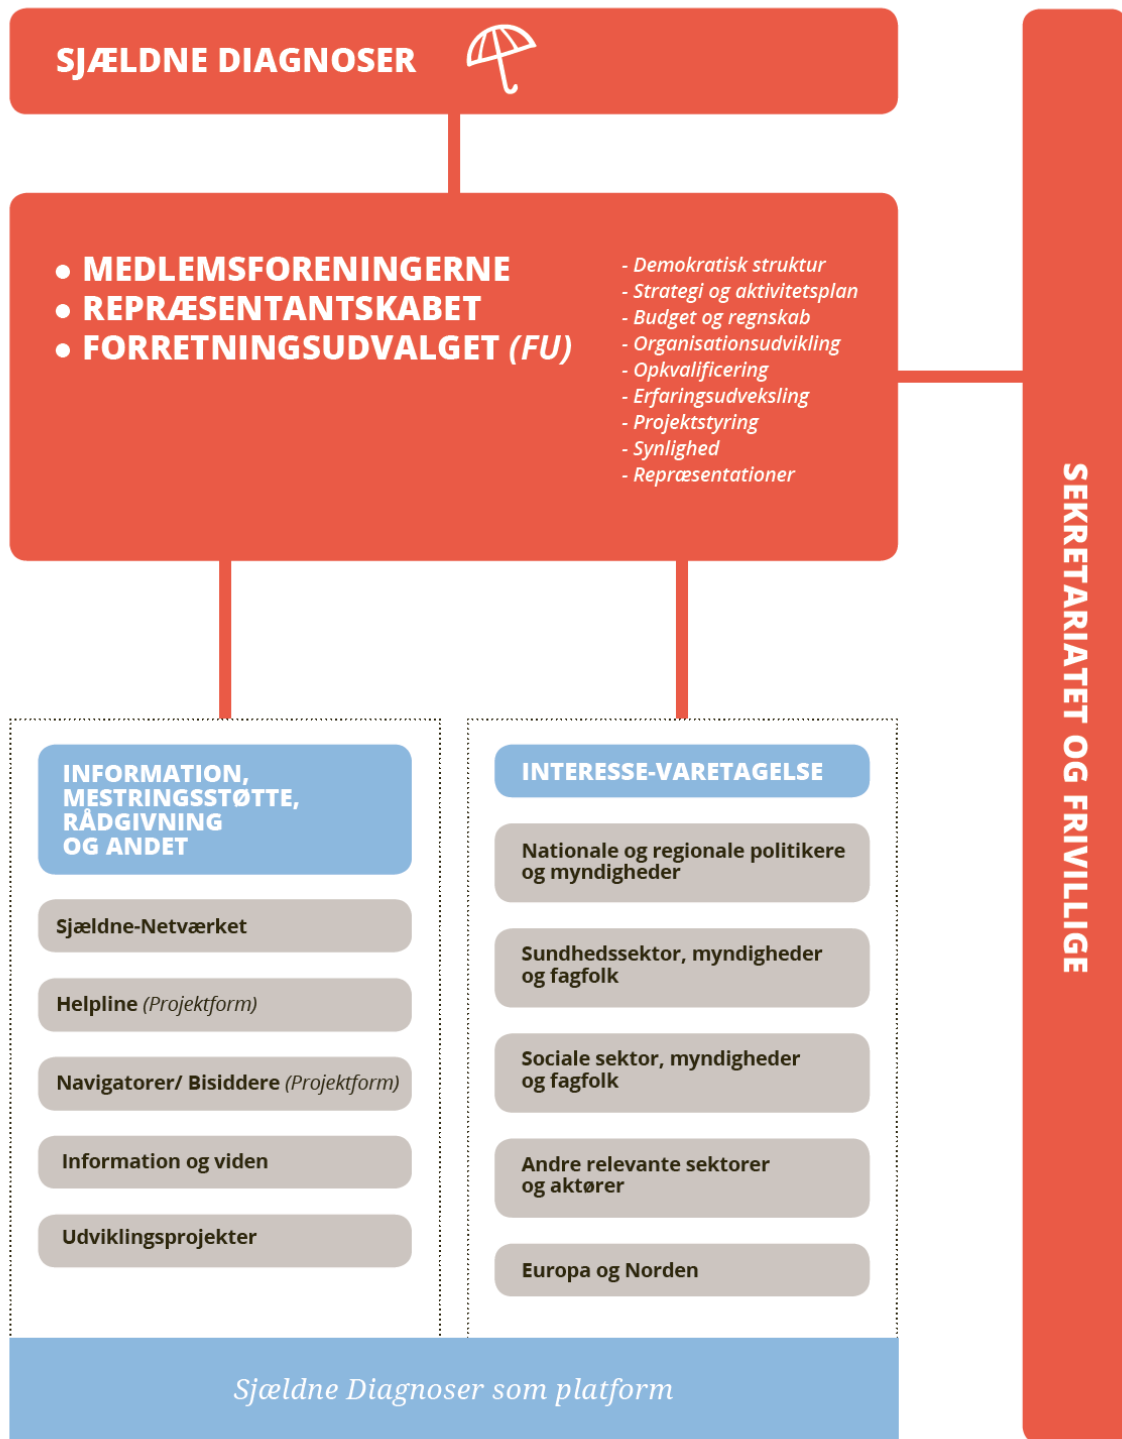 SJÆLDNE DIAGNOSER
● MEDLEMSFORENINGERNE
● REPRÆSENTANTSKABET
● FORRETNINGSUDVALGET (FU)
- Demokratisk struktur
- Strategi og aktivitetsplan
- Budget og regnskab
- Organisationsudvikling
- Opkvalificering
- Erfaringsudveksling
- Projektstyring
- Synlighed
- Repræsentationer
SEKRETARIATET OG FRIVILLIGE
INFORMATION,
MESTRINGSSTØTTE,
RÅDGIVNING
OG ANDET
Sjældne-Netværket
Helpline (Projektform)
Navigatorer/ Bisiddere (Projektform)
Information og viden
Udviklingsprojekter
INTERESSE-VARETAGELSE
Nationale og regionale politikere
og myndigheder
Sundhedssektor, myndigheder
og fagfolk
Sociale sektor, myndigheder
og fagfolk
Andre relevante sektorer
og aktører
Europa og Norden
Sjældne Diagnoser som platform